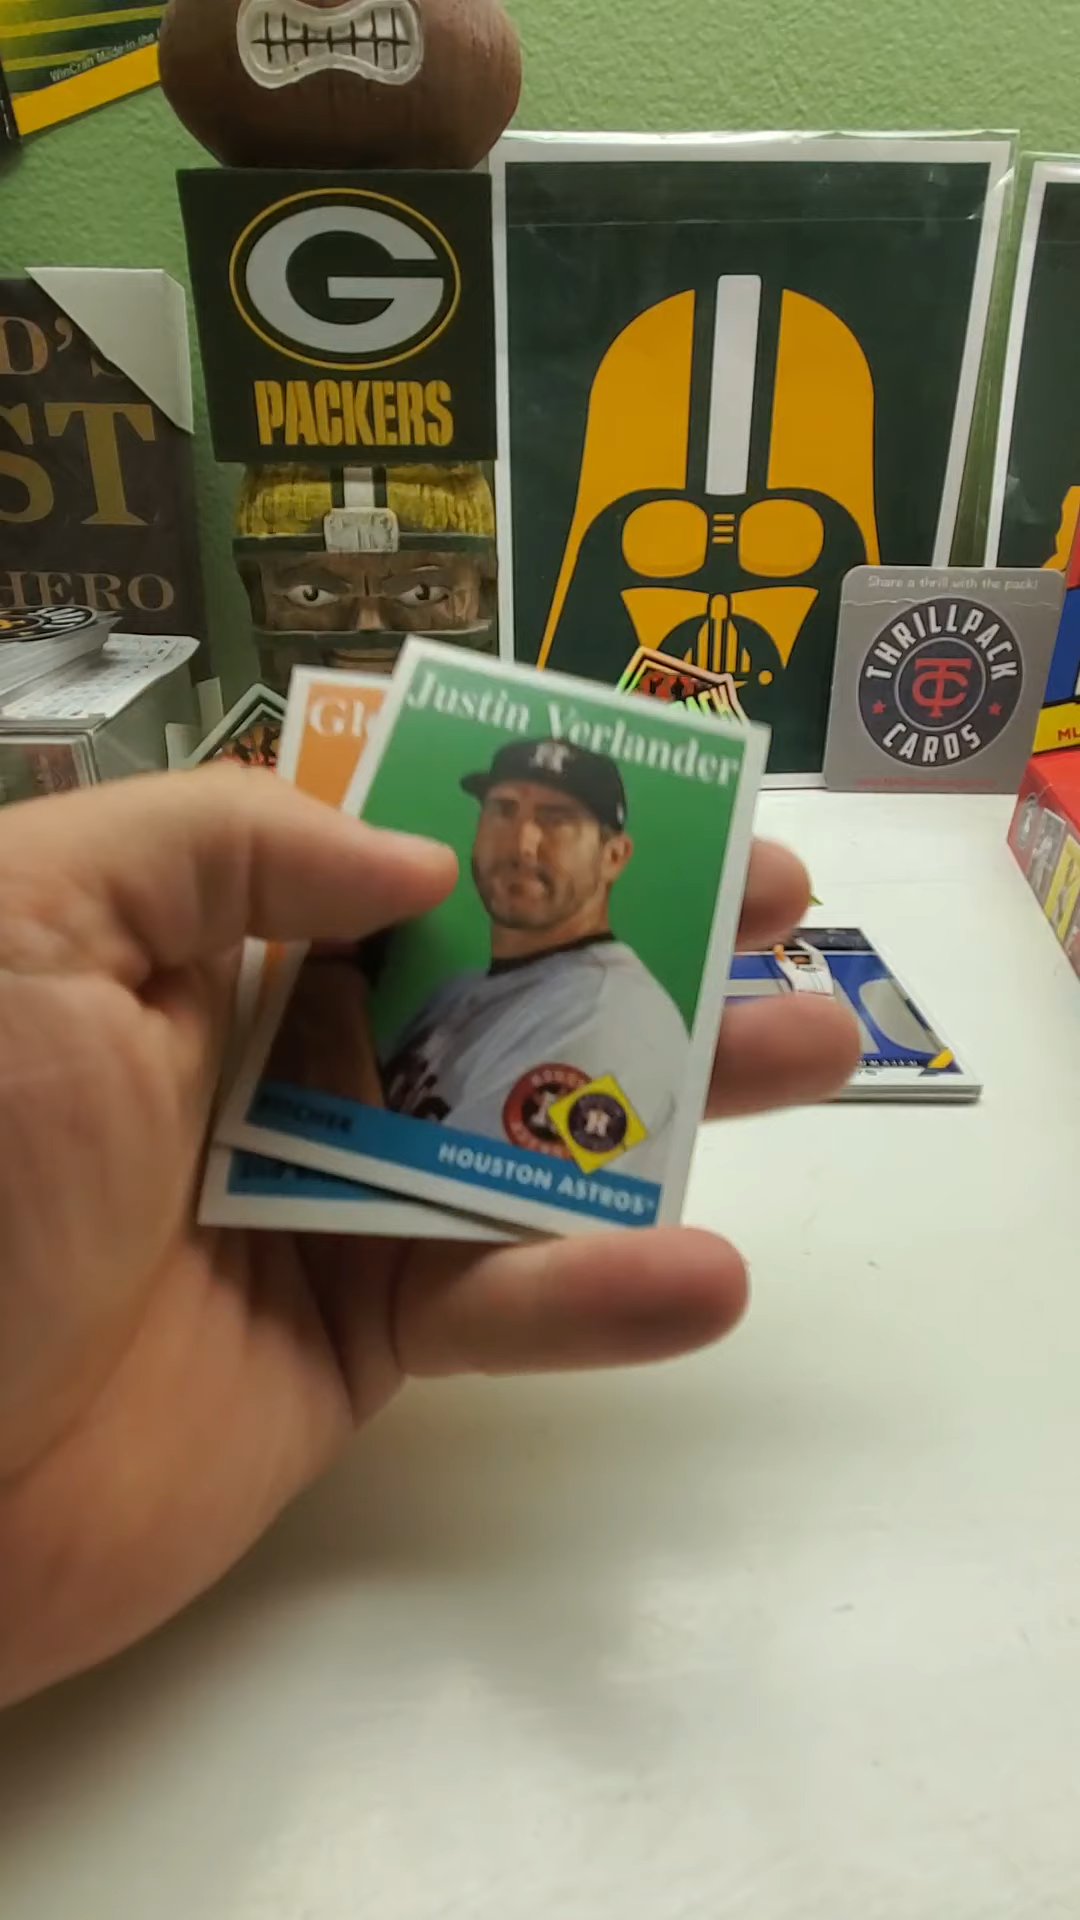 WinCraft Made in the
G
PACKERS
D'S
ST
HERO
Share a thrill with the pack!
THRILLPACK
TC
CARDS
Gl
Justin Verlander
H
PITCHER
HOUSTON ASTROS
ML